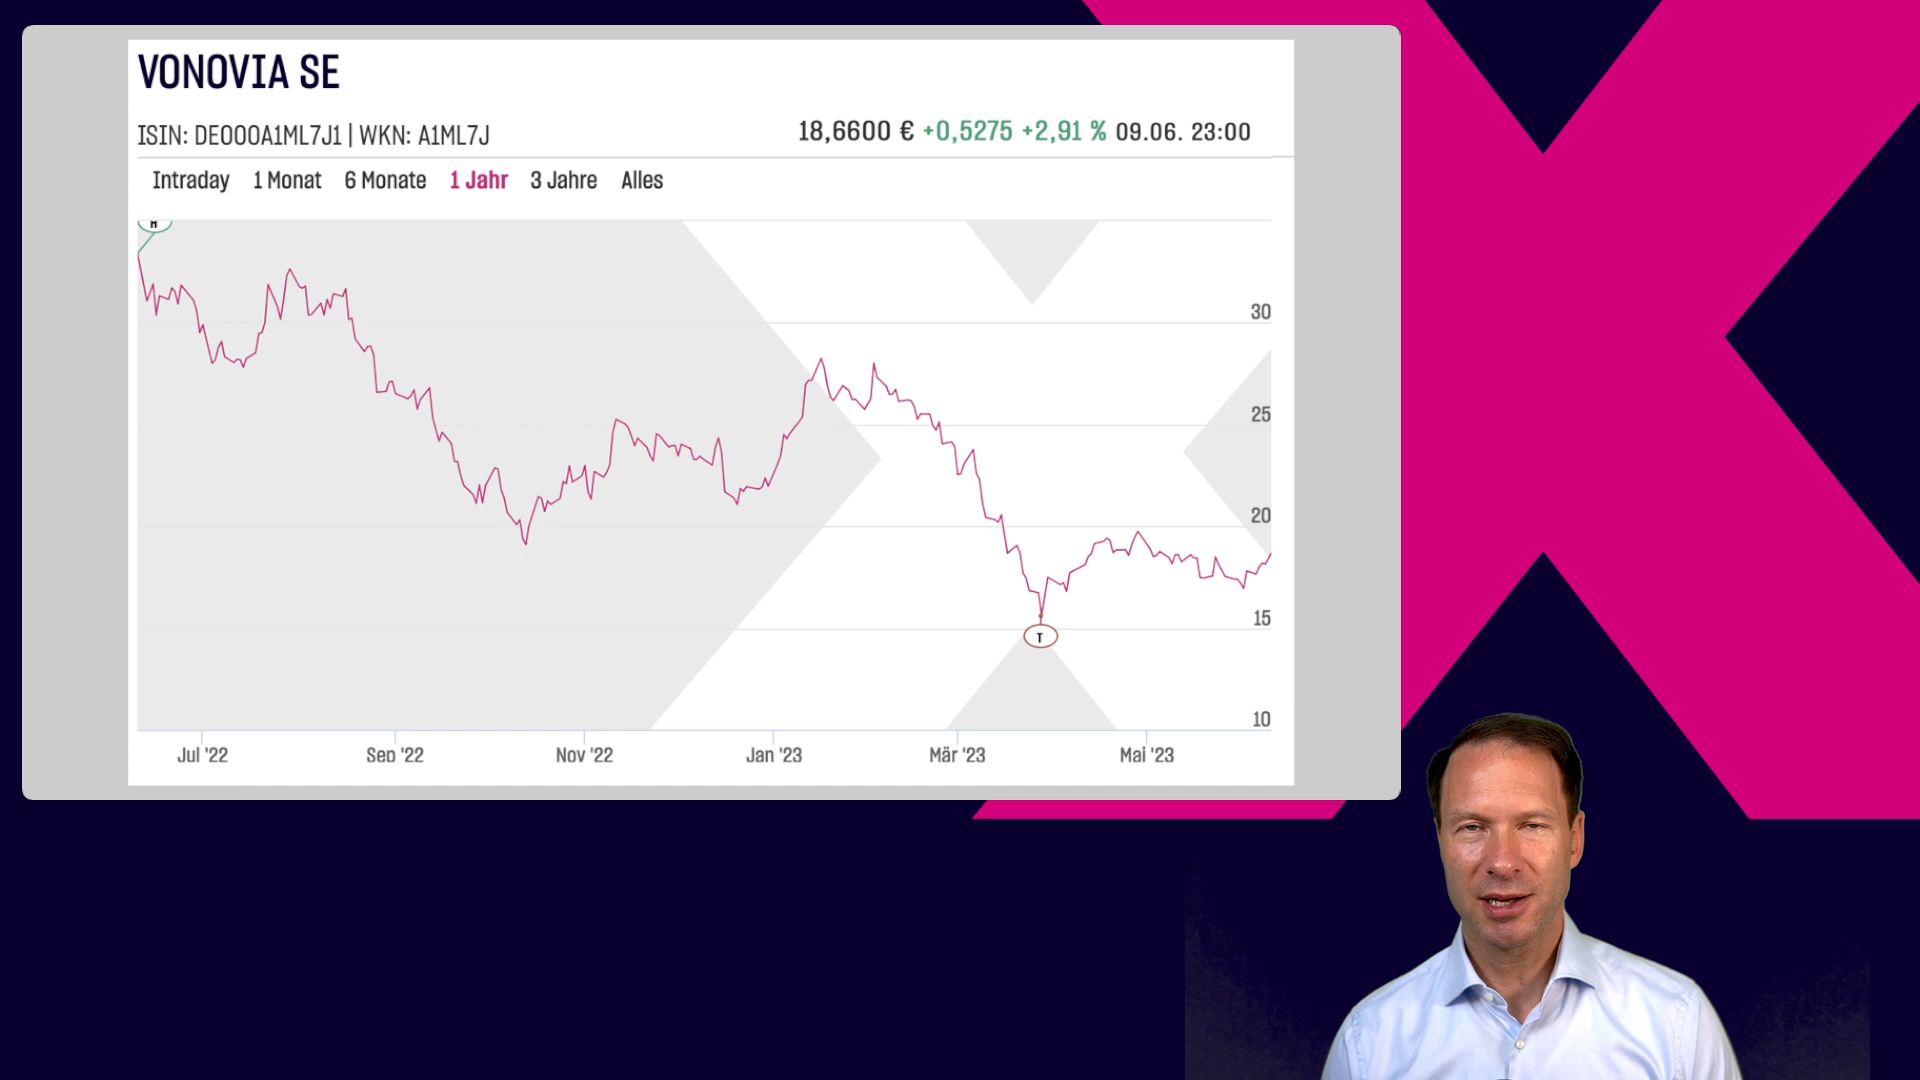 VONOVIA SE
ISIN: DE000A1ML7J1 | WKN: A1ML7J
18,6600 € +0,5275 +2,91 % 09.06. 23:00
Intraday 1 Monat 6 Monate 1 Jahr 3 Jahre Alles
H
30
25
20
15
T
10
Jul '22 Sep '22 Nov '22 Jan '23 Mär '23 Mai '23